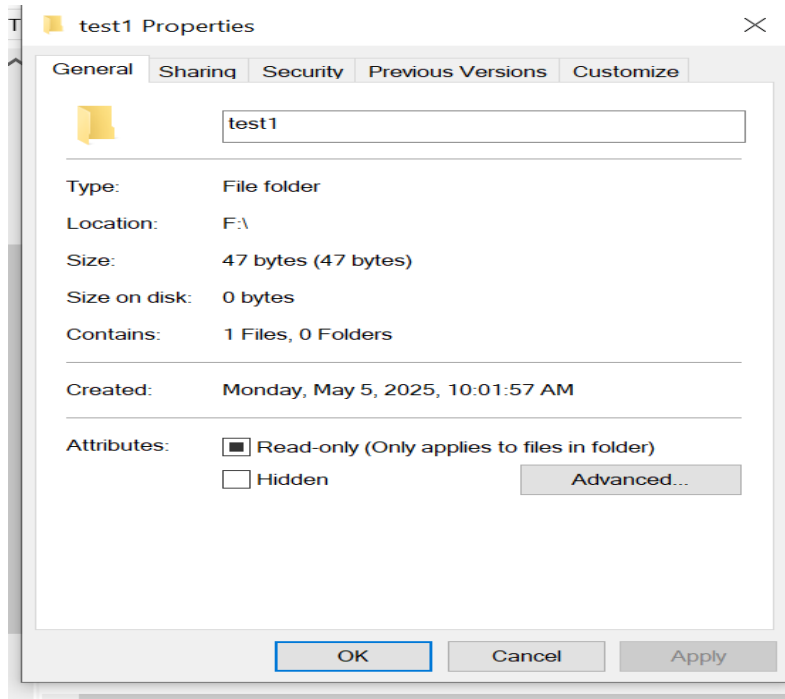 T
test1 Properties
General Sharing Security Previous Versions Customize
test1
Type: File folder
Location: F:\
Size: 47 bytes (47 bytes)
Size on disk: 0 bytes
Contains: 1 Files, 0 Folders
Created: Monday, May 5, 2025, 10:01:57 AM
Attributes: Read-only (Only applies to files in folder)
Hidden Advanced...
OK Cancel Apply